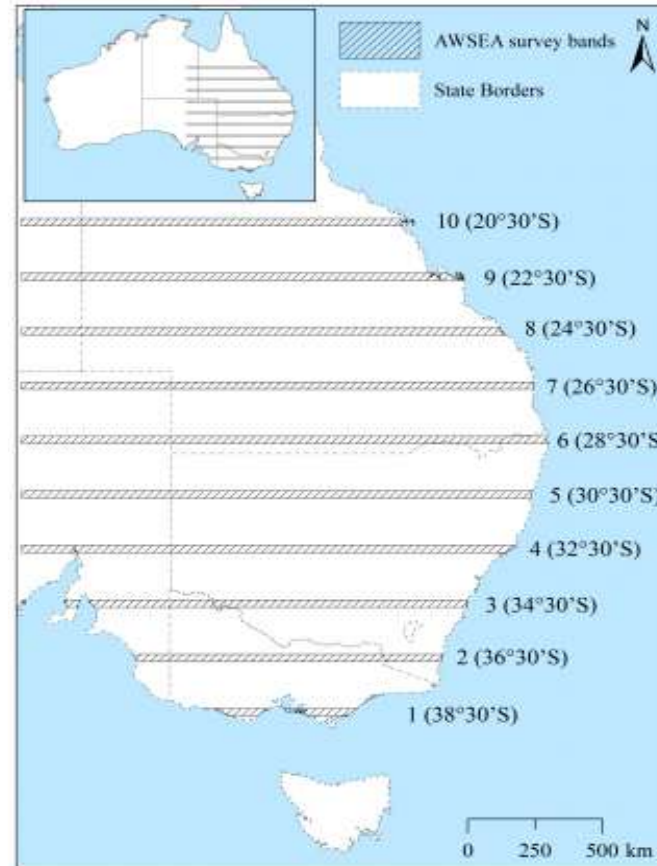 AWSEA survey bands
State Borders
N
10 (20°30’S)
9 (22°30’S)
8 (24°30’S)
7 (26°30’S)
6 (28°30’S)
5 (30°30’S)
4 (32°30’S)
3 (34°30’S)
2 (36°30’S)
1 (38°30’S)
0 250 500 km